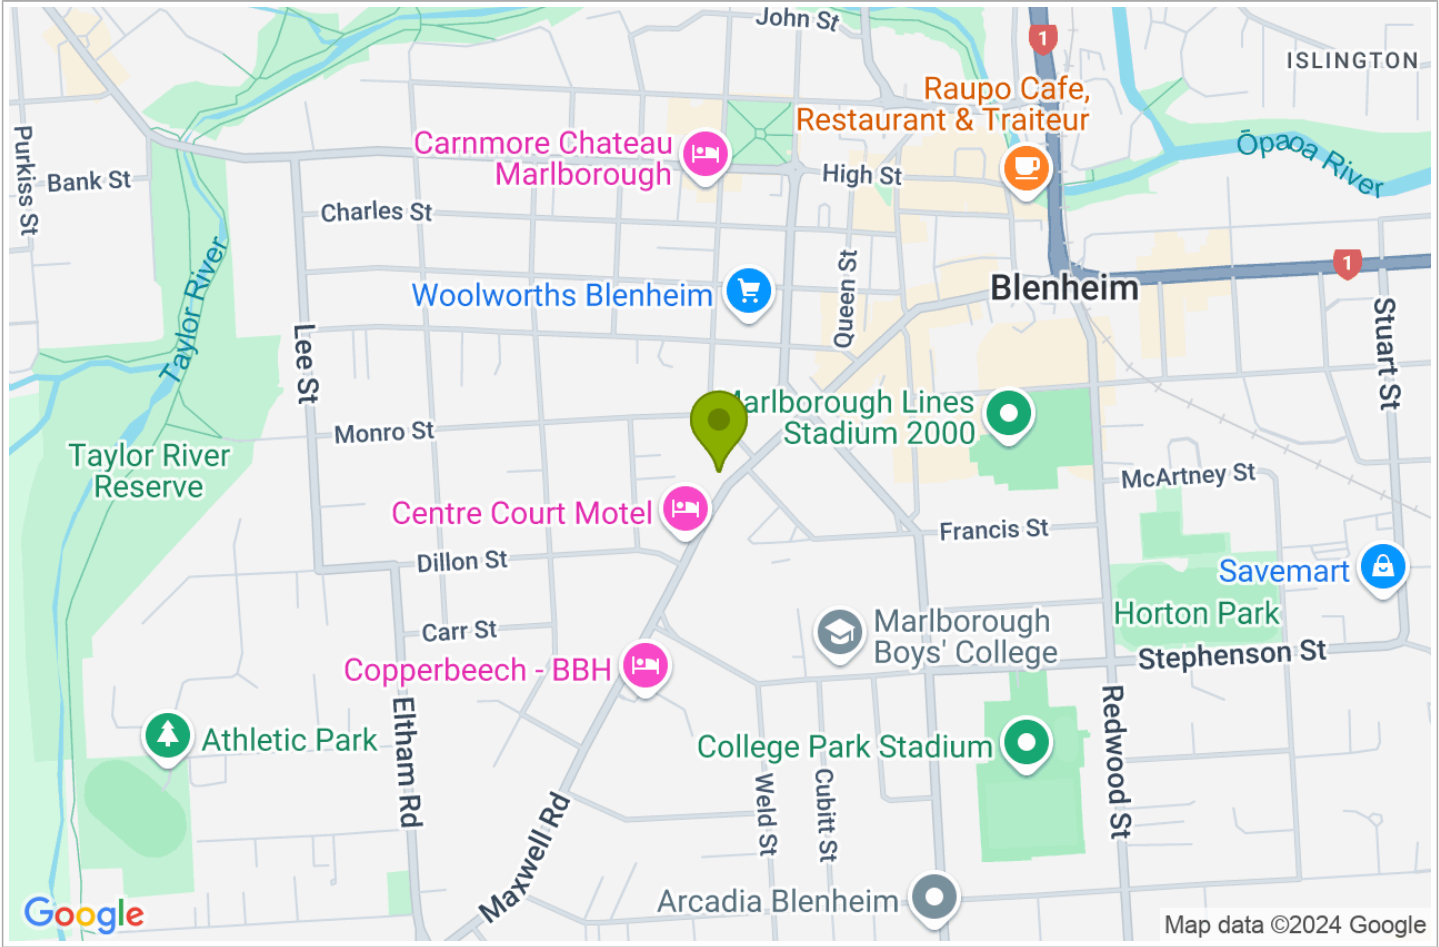 John St
1
ISLINGTON
Raupo Cafe,
Restaurant & Traiteur
Purkiss St
Carnmore Chateau
Marlborough
Ōpaoa River
Bank St
High St
Charles St
Taylor River
Queen St
1
Blenheim
Woolworths Blenheim
Lee St
Stuart St
Monro St
arlborough Lines
Stadium 2000
Taylor River
Reserve
McArtney St
Centre Court Motel
Francis St
Dillon St
Savemart
Horton Park
Carr St
Marlborough
Boys' College
Stephenson St
Copperbeech - BBH
Eltham Rd
Redwood St
Athletic Park
College Park Stadium
Weld St
Cubitt St
Maxwell Rd
Arcadia Blenheim
Google
Map data ©2024 Google